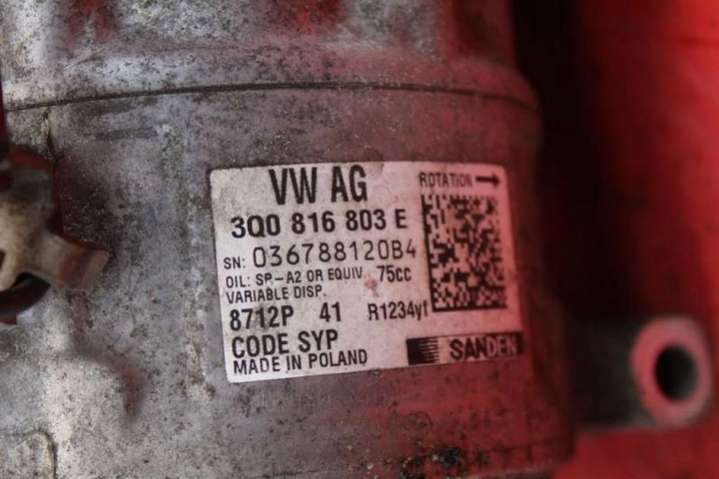 VW AG
ROTATION
3Q0 816 803 E
SN: 036788120B4
OIL: SP-A2 OR EQUIV. 75cc
VARIABLE DISP.
8712P 41 R1234yf
CODE SYP
MADE IN POLAND
SANDEN